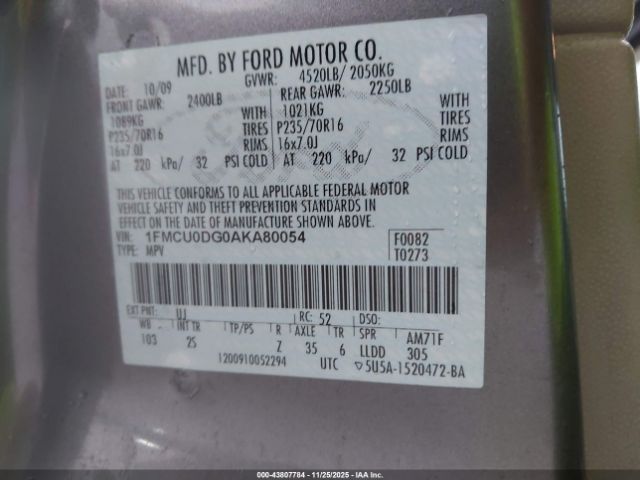 MFD. BY FORD MOTOR CO.
DATE: 10/09 GVWR: 4520LB/ 2050KG
FRONT GAWR: 2400LB REAR GAWR: 2250LB
1089KG WITH 1021KG WITH
P235/70R16 TIRES P235/70R16 TIRES
16x7.0J RIMS 16x7.0J RIMS
AT 220 kPa/ 32 PSI COLD AT 220 kPa/ 32 PSI COLD
THIS VEHICLE CONFORMS TO ALL APPLICABLE FEDERAL MOTOR
VEHICLE SAFETY AND THEFT PREVENTION STANDARDS IN
EFFECT ON THE DATE OF MANUFACTURE SHOWN ABOVE.
VIN: 1FMCU0DG0AKA80054 F0082
TYPE: MPV T0273
EXT PNT: UJ RC: 52 DSO:
WB INT TR TP/PS R AXLE TR SPR AM71F
103 2S Z 35 6 LLDD 305
1200910052294 UTC ▽5U5A-1520472-BA
000-43807784 - 11/25/2025 - IAA Inc.